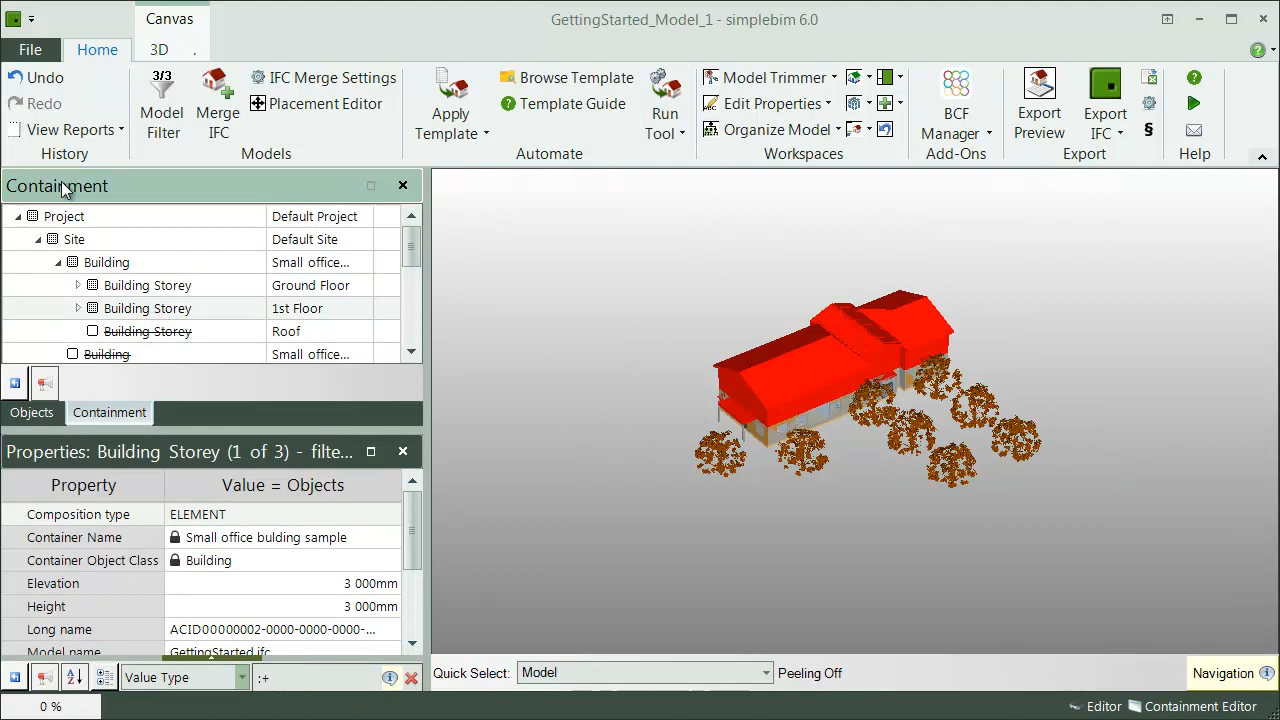 Canvas
GettingStarted_Model_1 - simplebim 6.0
File
Home
3D
Undo
Redo
View Reports
History
3/3
Model
Filter
Merge
IFC
IFC Merge Settings
Placement Editor
Models
Apply
Template
Browse Template
Template Guide
Run
Tool
Automate
Model Trimmer
Edit Properties
Organize Model
Workspaces
BCF
Manager
Add-Ons
Export
Preview
Export
IFC
§
Export
Help
Containment
Project Default Project
Site Default Site
Building Small office...
Building Storey Ground Floor
Building Storey 1st Floor
Building Storey Roof
Building Small office...
Objects Containment
Properties: Building Storey (1 of 3) - filte...
Property Value = Objects
Composition type ELEMENT
Container Name Small office bulding sample
Container Object Class Building
Elevation 3 000mm
Height 3 000mm
Long name ACID00000002-0000-0000-0000-...
Model name GettingStarted.ifc
Value Type :+
Quick Select: Model Peeling Off
Navigation
0 %
Editor Containment Editor